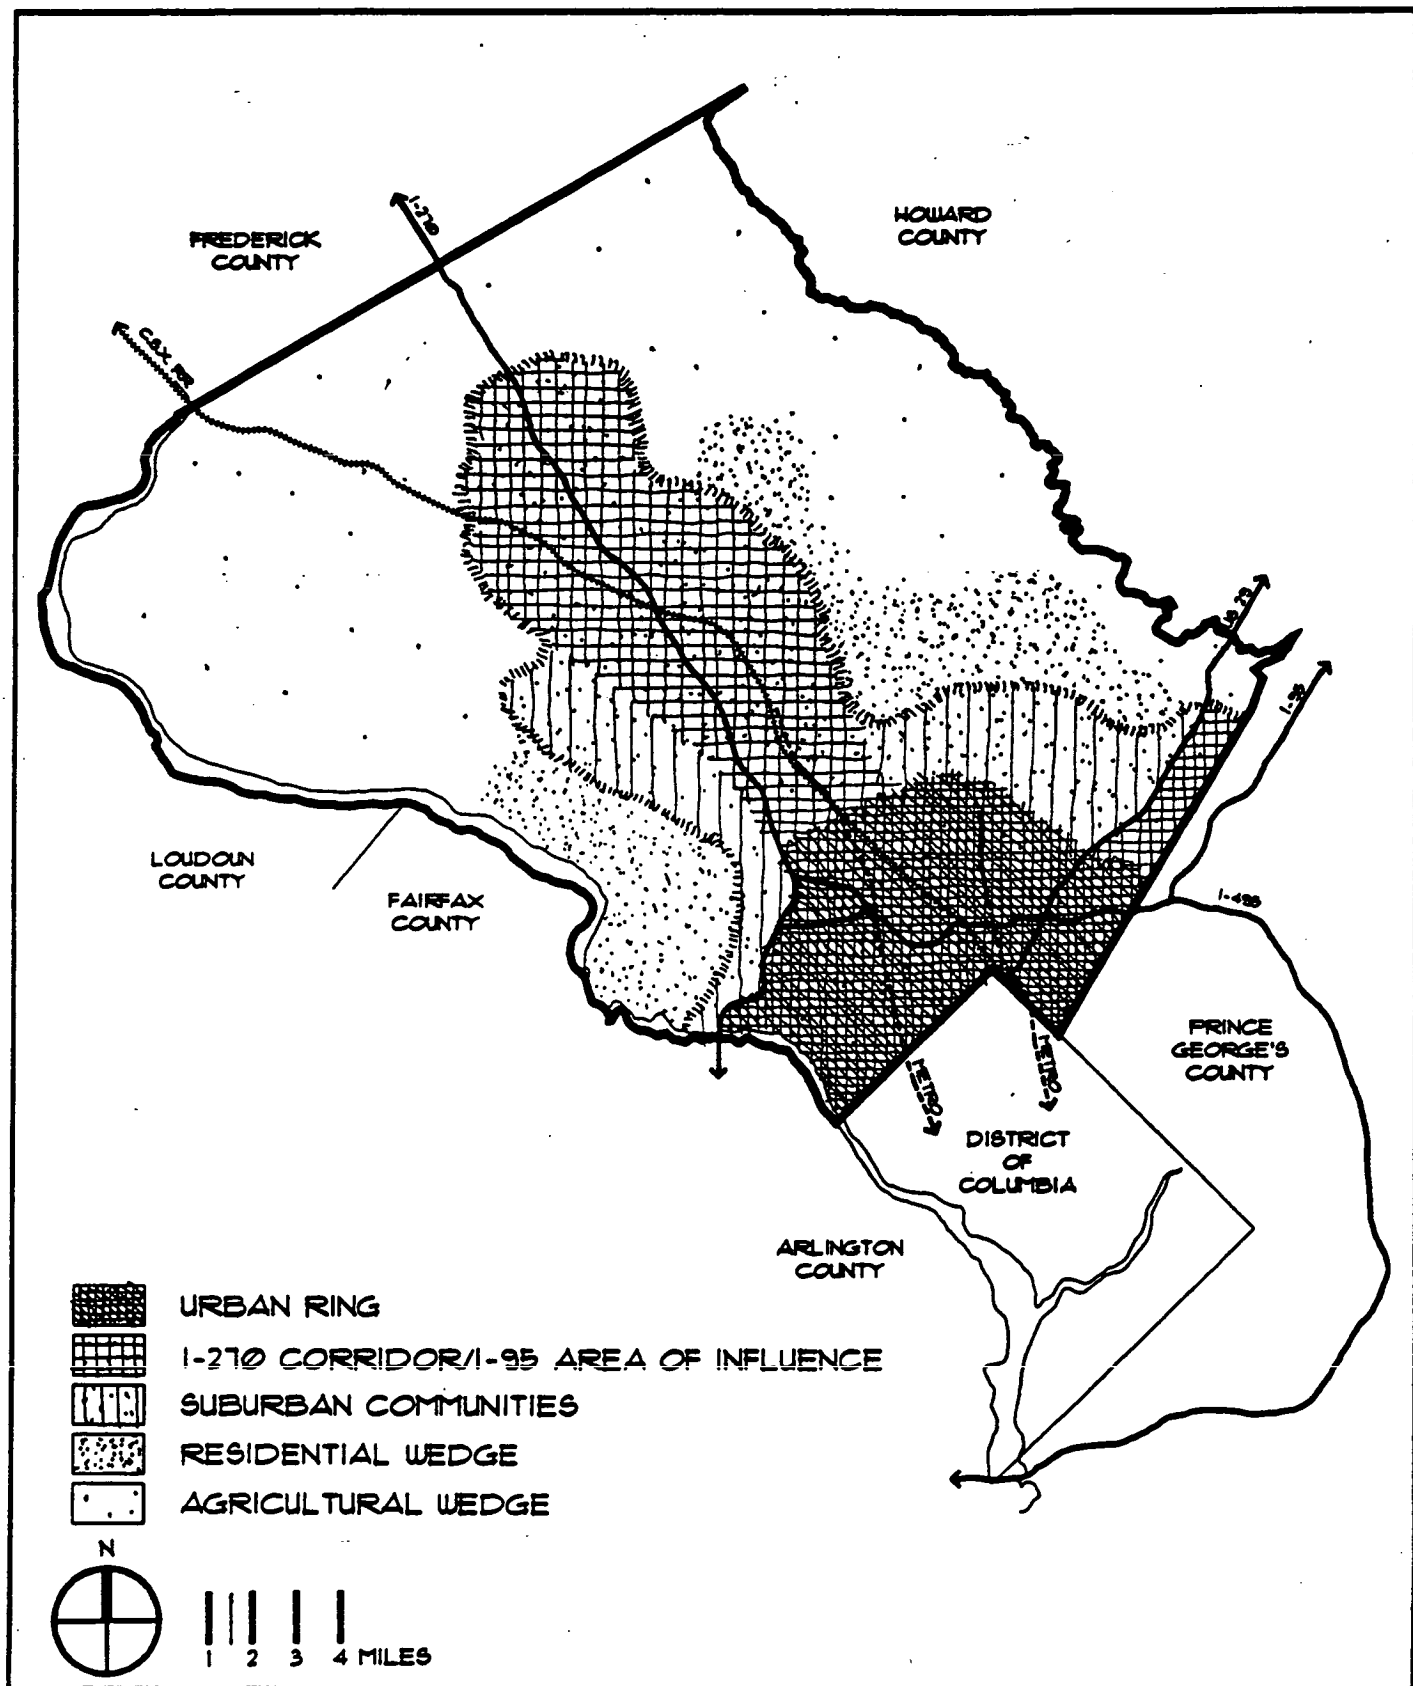 I-270
HOWARD
COUNTY
FREDERICK
COUNTY
C.S.X. RR
US 29
I-95
LOUDOUN
COUNTY
FAIRFAX
COUNTY
I-495
PRINCE
GEORGE'S
COUNTY
METRO
METRO
DISTRICT
OF
COLUMBIA
ARLINGTON
COUNTY
URBAN RING
I-270 CORRIDOR/I-95 AREA OF INFLUENCE
SUBURBAN COMMUNITIES
RESIDENTIAL WEDGE
AGRICULTURAL WEDGE
N
1 2 3 4 MILES